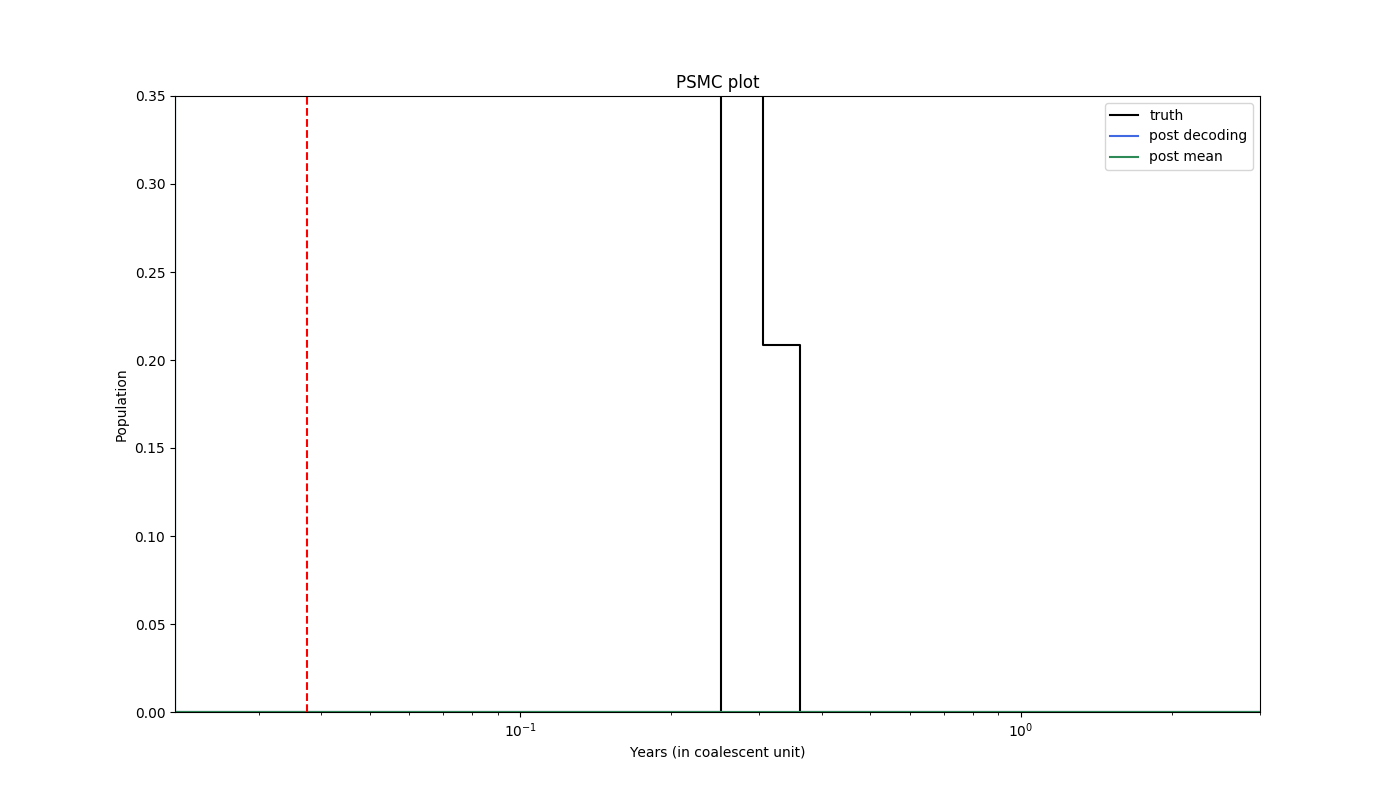 PSMC plot
0.35
0.30
0.25
0.20
0.15
0.10
0.05
0.00
Population
truth
post decoding
post mean
10⁻¹
10⁰
Years (in coalescent unit)